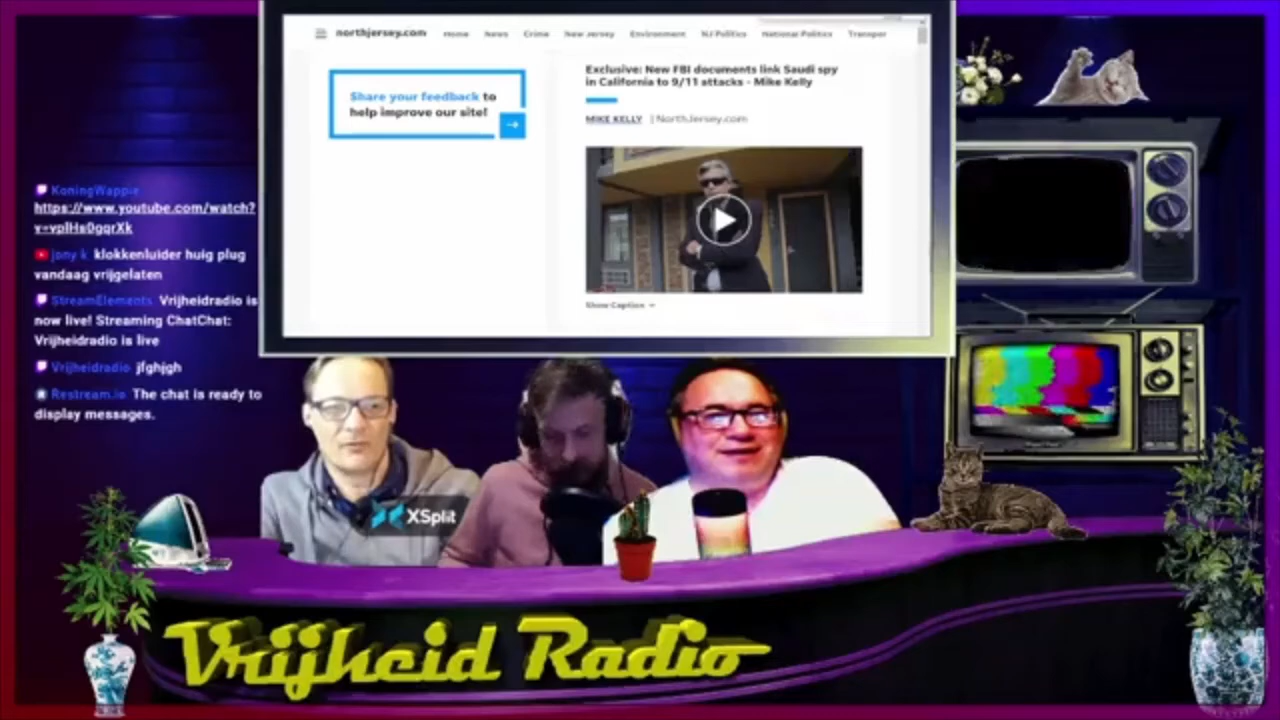 northjersey.com Home News Crime New Jersey Environment NJ Politics National Politics Transpor
Share your feedback to
help improve our site!
Exclusive: New FBI documents link Saudi spy
in California to 9/11 attacks - Mike Kelly
MIKE KELLY | NorthJersey.com
Show Caption
KoningWappie
https://www.youtube.com/watch?
v=vplHs0gqrXk
jony k klokkenluider huig plug
vandaag vrijgelaten
StreamElements Vrijheidradio is
now live! Streaming ChatChat:
Vrijheidradio is live
Vrijheidradio jfghjgh
Restream.io The chat is ready to
display messages.
XSplit
Vrijheid Radio